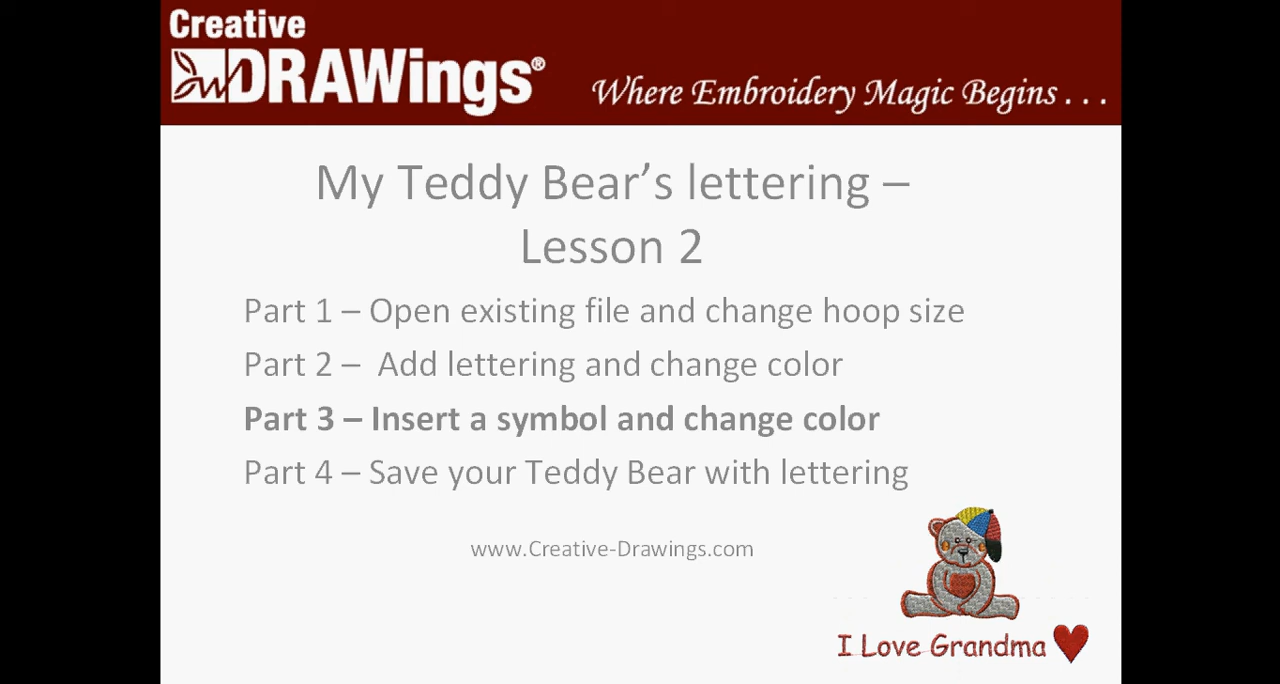 Creative
DRAWings®
Where Embroidery Magic Begins . . .
My Teddy Bear’s lettering –
Lesson 2
Part 1 – Open existing file and change hoop size
Part 2 – Add lettering and change color
Part 3 – Insert a symbol and change color
Part 4 – Save your Teddy Bear with lettering
www.Creative-Drawings.com
I Love Grandma